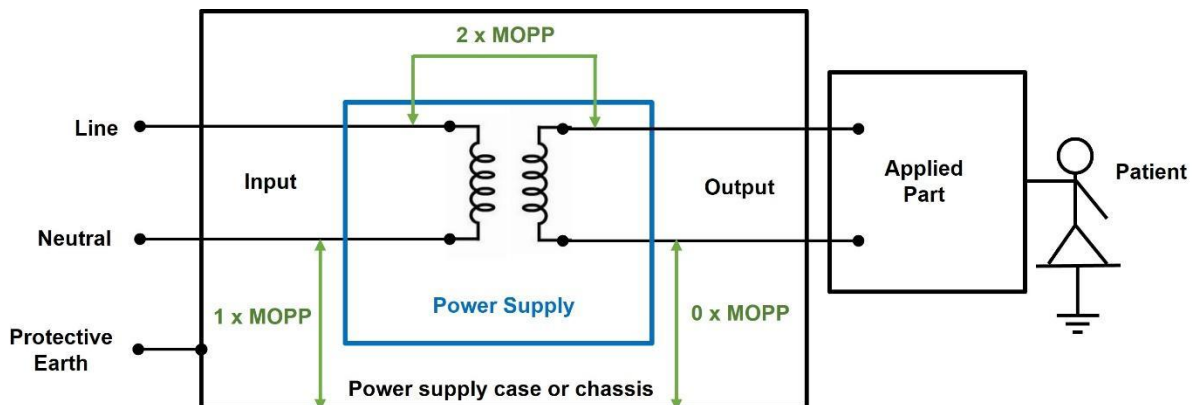 2 x MOPP
Line
Input
Output
Applied
Part
Patient
Neutral
Power Supply
1 x MOPP
0 x MOPP
Protective
Earth
Power supply case or chassis